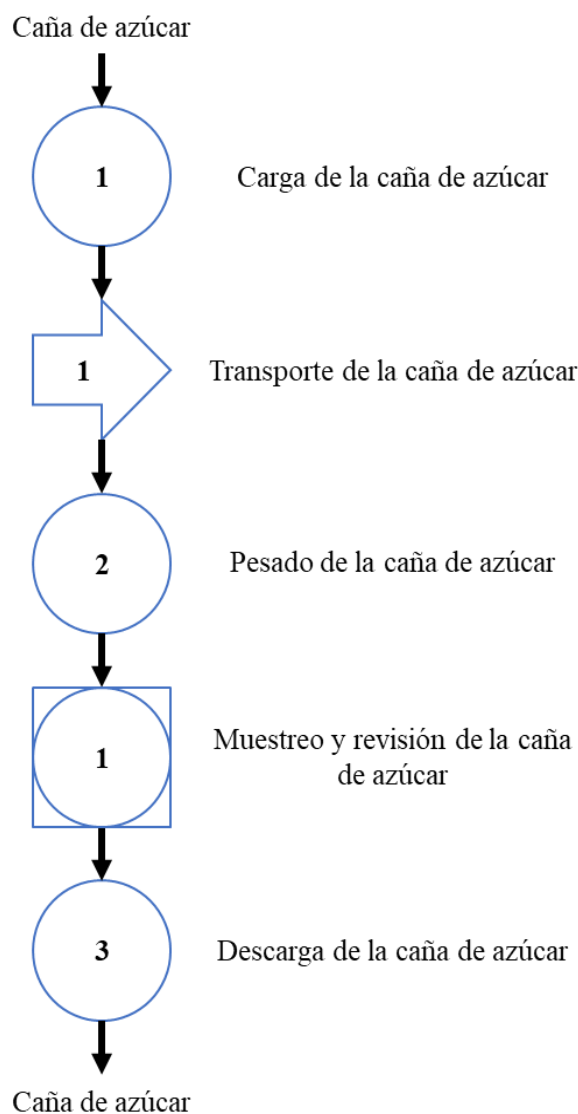 Caña de azúcar
1
Carga de la caña de azúcar
1
Transporte de la caña de azúcar
2
Pesado de la caña de azúcar
1
Muestreo y revisión de la caña
de azúcar
3
Descarga de la caña de azúcar
Caña de azúcar